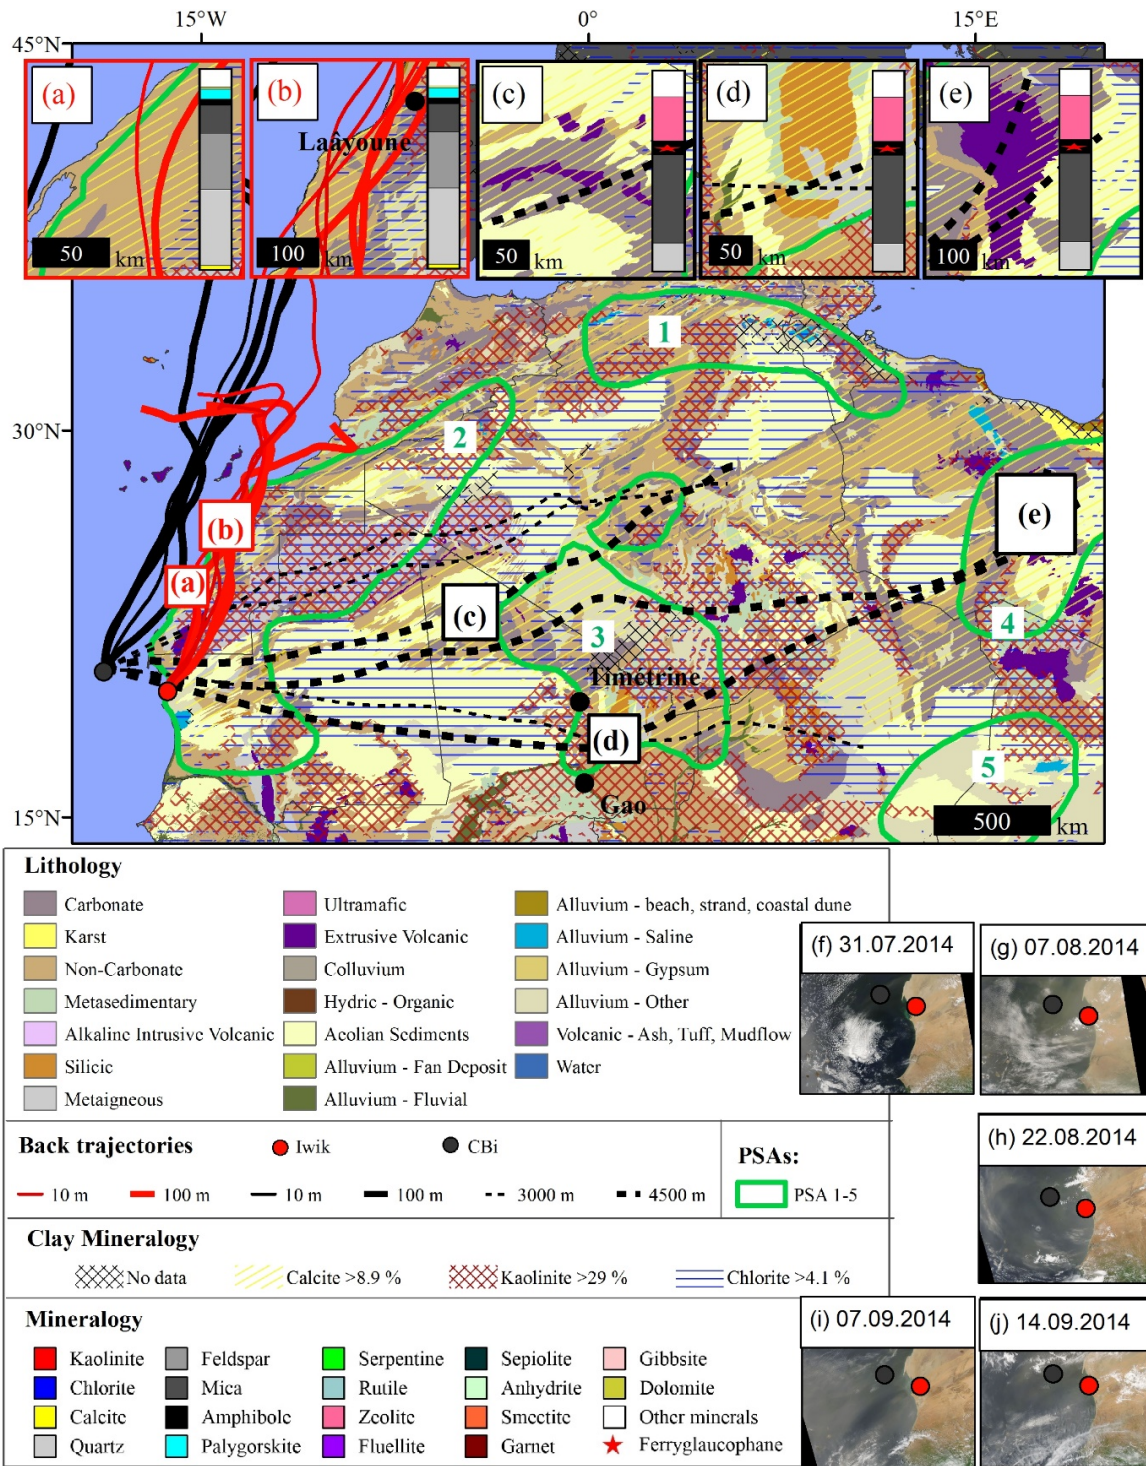 15°W 0° 15°E
45°N
(a) (b) (c) (d) (e)
Laâyoune
50 km 100 km 50 km 50 km 100 km
1
2
30°N
(e)
(b)
(a)
(c)
3
4
Timétrine
(d)
5
Gao
15°N
500 km
Lithology
Carbonate Ultramafic Alluvium - beach, strand, coastal dune
Karst Extrusive Volcanic Alluvium - Saline
Non-Carbonate Colluvium Alluvium - Gypsum
Metasedimentary Hydric - Organic Alluvium - Other
Alkaline Intrusive Volcanic Aeolian Sediments Volcanic - Ash, Tuff, Mudflow
Silicic Alluvium - Fan Deposit Water
Metaigneous Alluvium - Fluvial
Back trajectories Iwik CBi PSAs:
10 m 100 m 10 m 100 m 3000 m 4500 m PSA 1-5
Clay Mineralogy
No data Calcite >8.9 % Kaolinite >29 % Chlorite >4.1 %
Mineralogy
Kaolinite Feldspar Serpentine Sepiolite Gibbsite
Chlorite Mica Rutile Anhydrite Dolomite
Calcite Amphibole Zeolite Smectite Other minerals
Quartz Palygorskite Fluellite Garnet Ferryglaucophane
(f) 31.07.2014 (g) 07.08.2014
(h) 22.08.2014
(i) 07.09.2014 (j) 14.09.2014